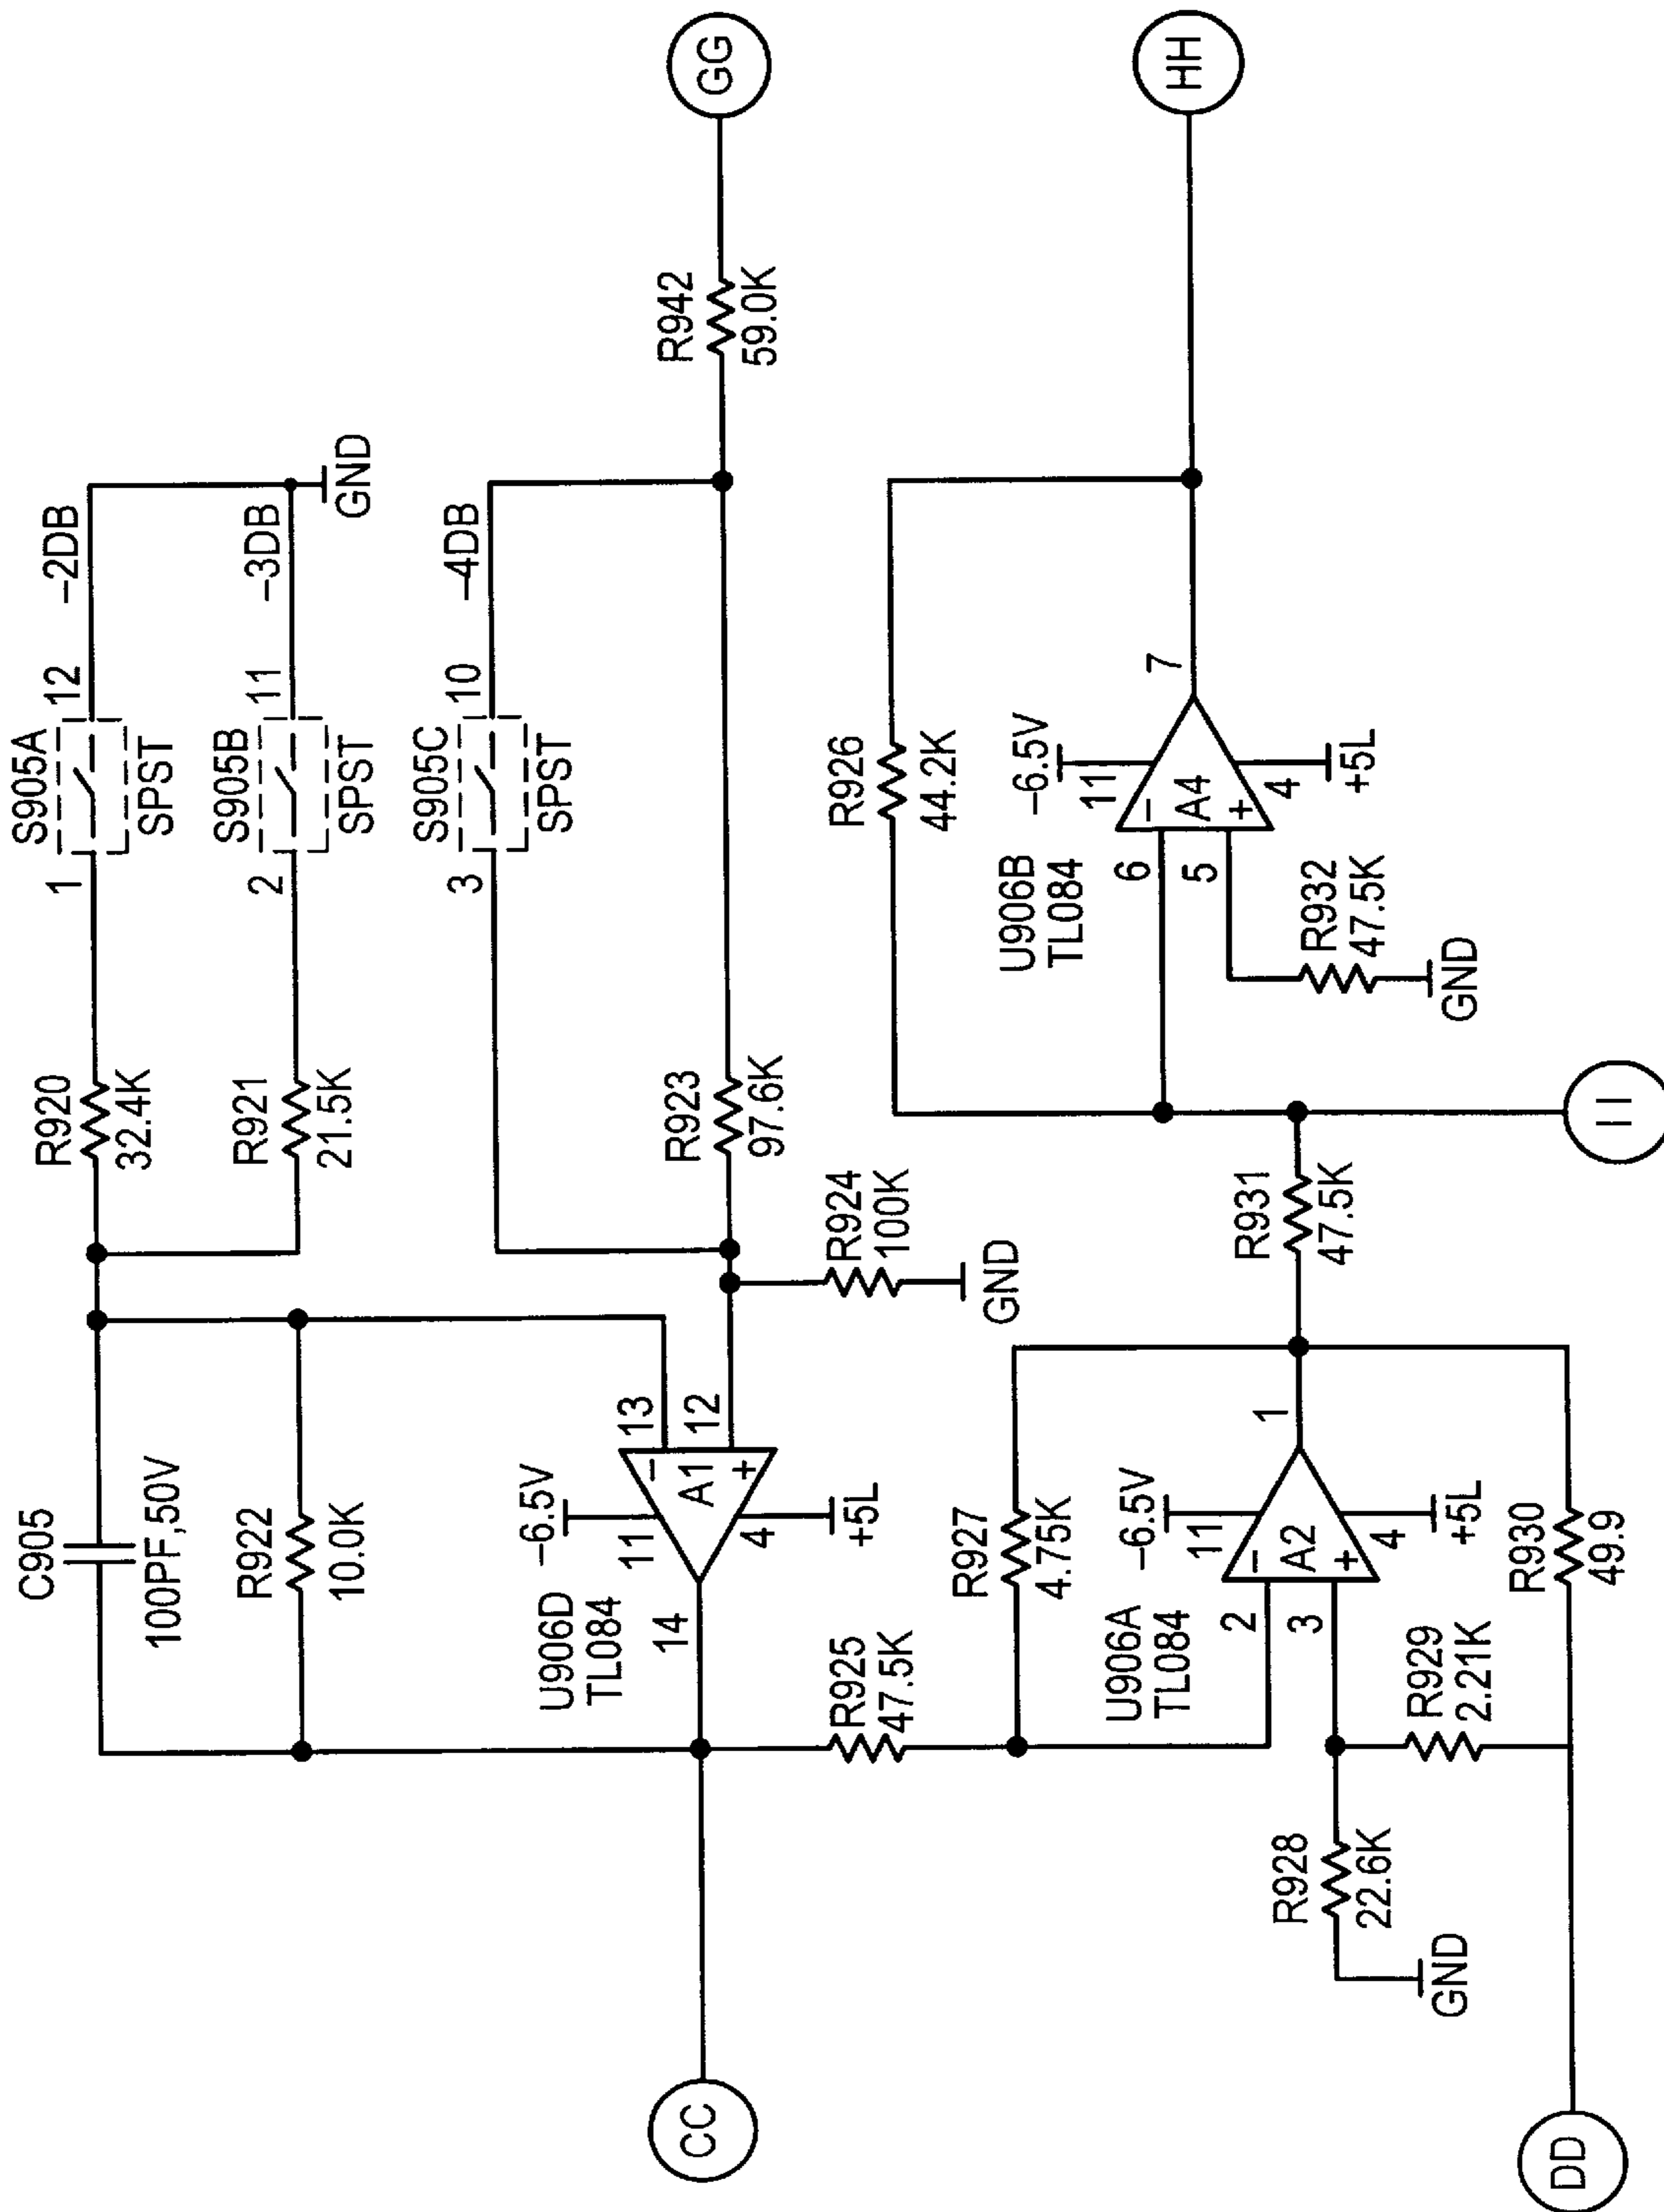 S905A
1
12
−2DB
SPST
R920
32.4K
S905B
2
11
−3DB
SPST
R921
21.5K
GND
C905
100PF,50V
R922
10.0K
S905C
3
10
−4DB
SPST
R942
59.0K
GG
R923
97.6K
R924
100K
GND
−6.5V
11
13
A1
−
+
12
4
+5L
U906D
TL084
14
CC
R925
47.5K
R926
44.2K
−6.5V
11
U906B
TL084
6
5
−
A4
+
7
4
+5L
HH
R932
47.5K
GND
R931
47.5K
II
R927
4.75K
−6.5V
11
U906A
TL084
2
3
−
A2
+
1
4
+5L
R928
22.6K
GND
R929
2.21K
R930
49.9
DD